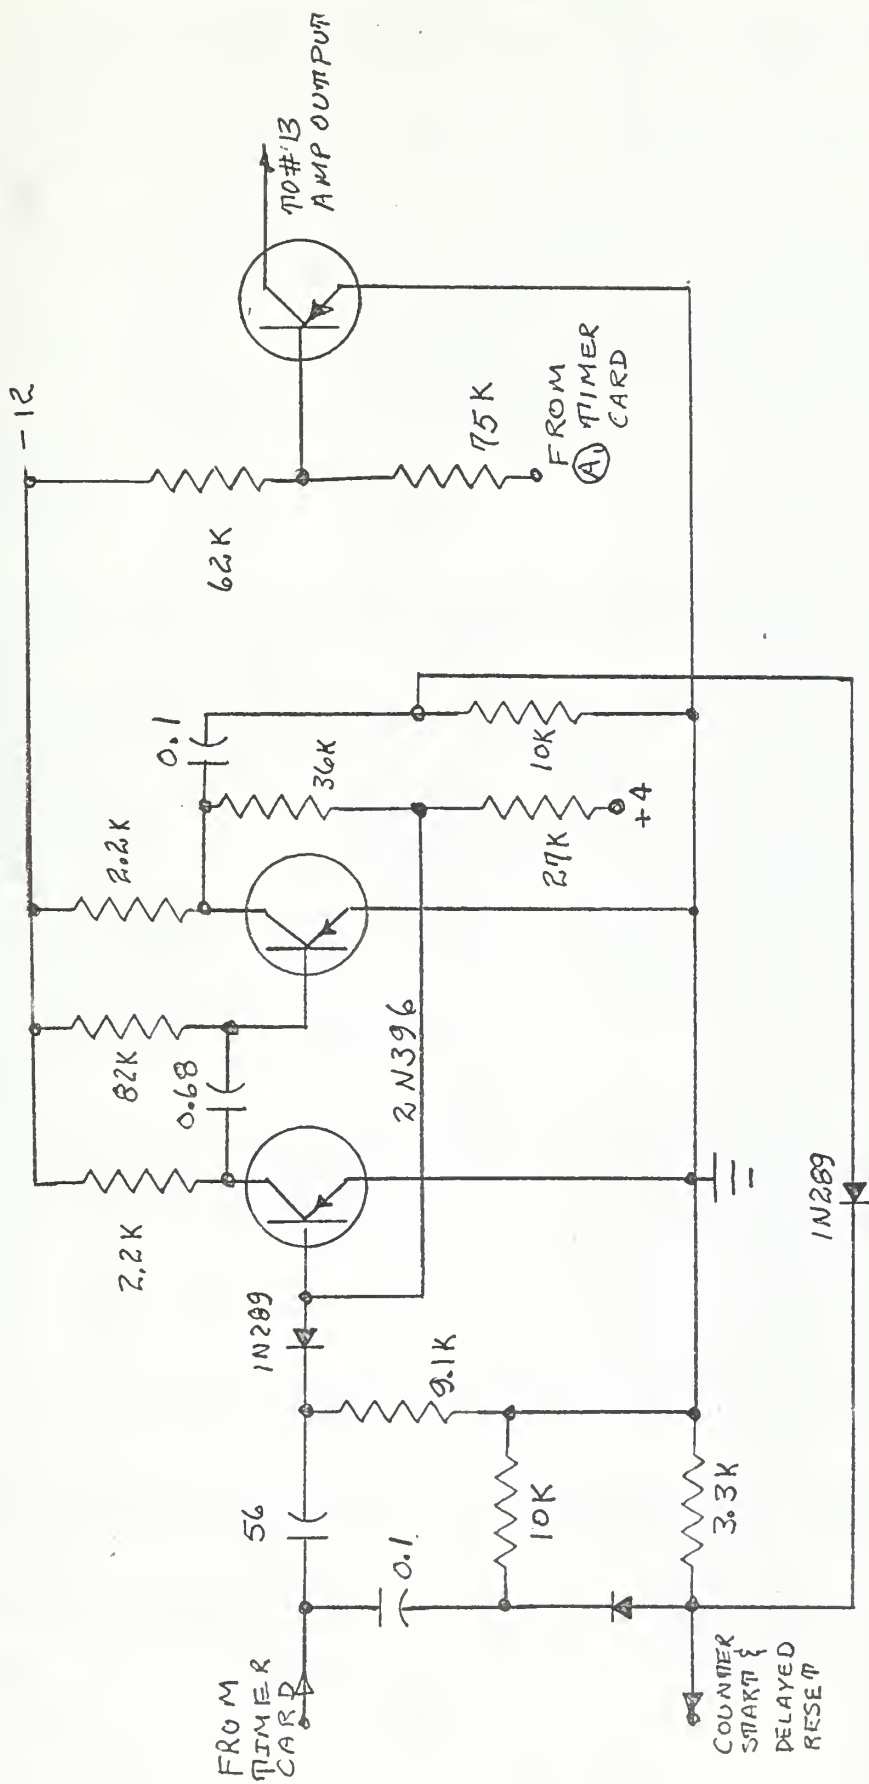 -12
TO #13
AMP OUTPUT
62K
75K
FROM
A, TIMER
CARD
0.1
36K
10K
27K
+4
2.2K
82K
0.68
2N396
2.2K
1N289
9.1K
56
0.1
10K
3.3K
1N289
FROM
TIMER
CARD
COUNTER
START &
DELAYED
RESET